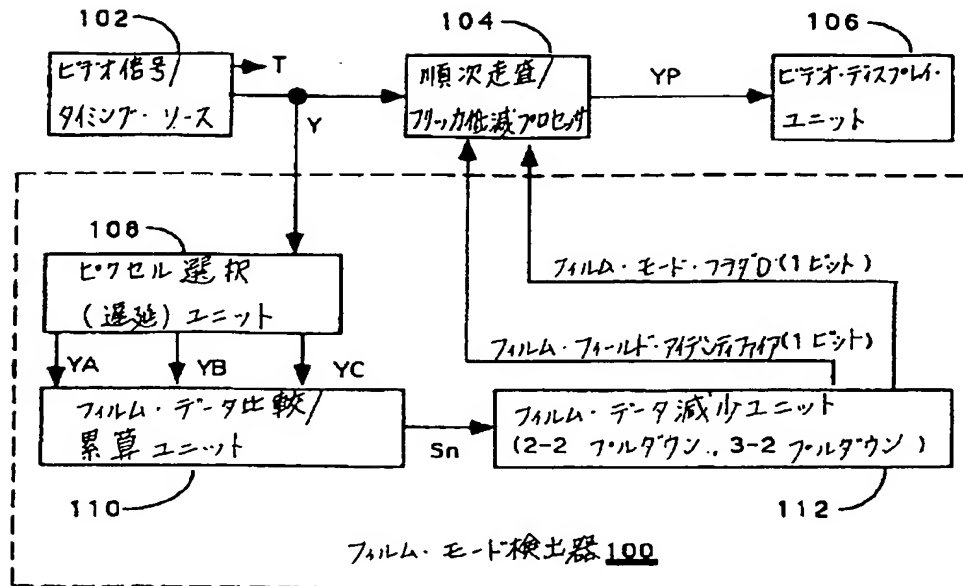 102
104
106
ビデオ信号/
タイミング・ソース
T
Y
順次走査/
フリッカ低減プロセッサ
YP
ビデオ・ディスプレイ・
ユニット
108
ピクセル選択
(遅延)ユニット
フィルム・モード・フラグD(1ビット)
フィルム・フィールド・アイデンティファイア(1ビット)
YA
YB
YC
フィルム・データ比較/
累算ユニット
Sn
フィルム・データ減少ユニット
(2-2 プルダウン., 3-2 プルダウン)
110
112
フィルム・モード検出器 100